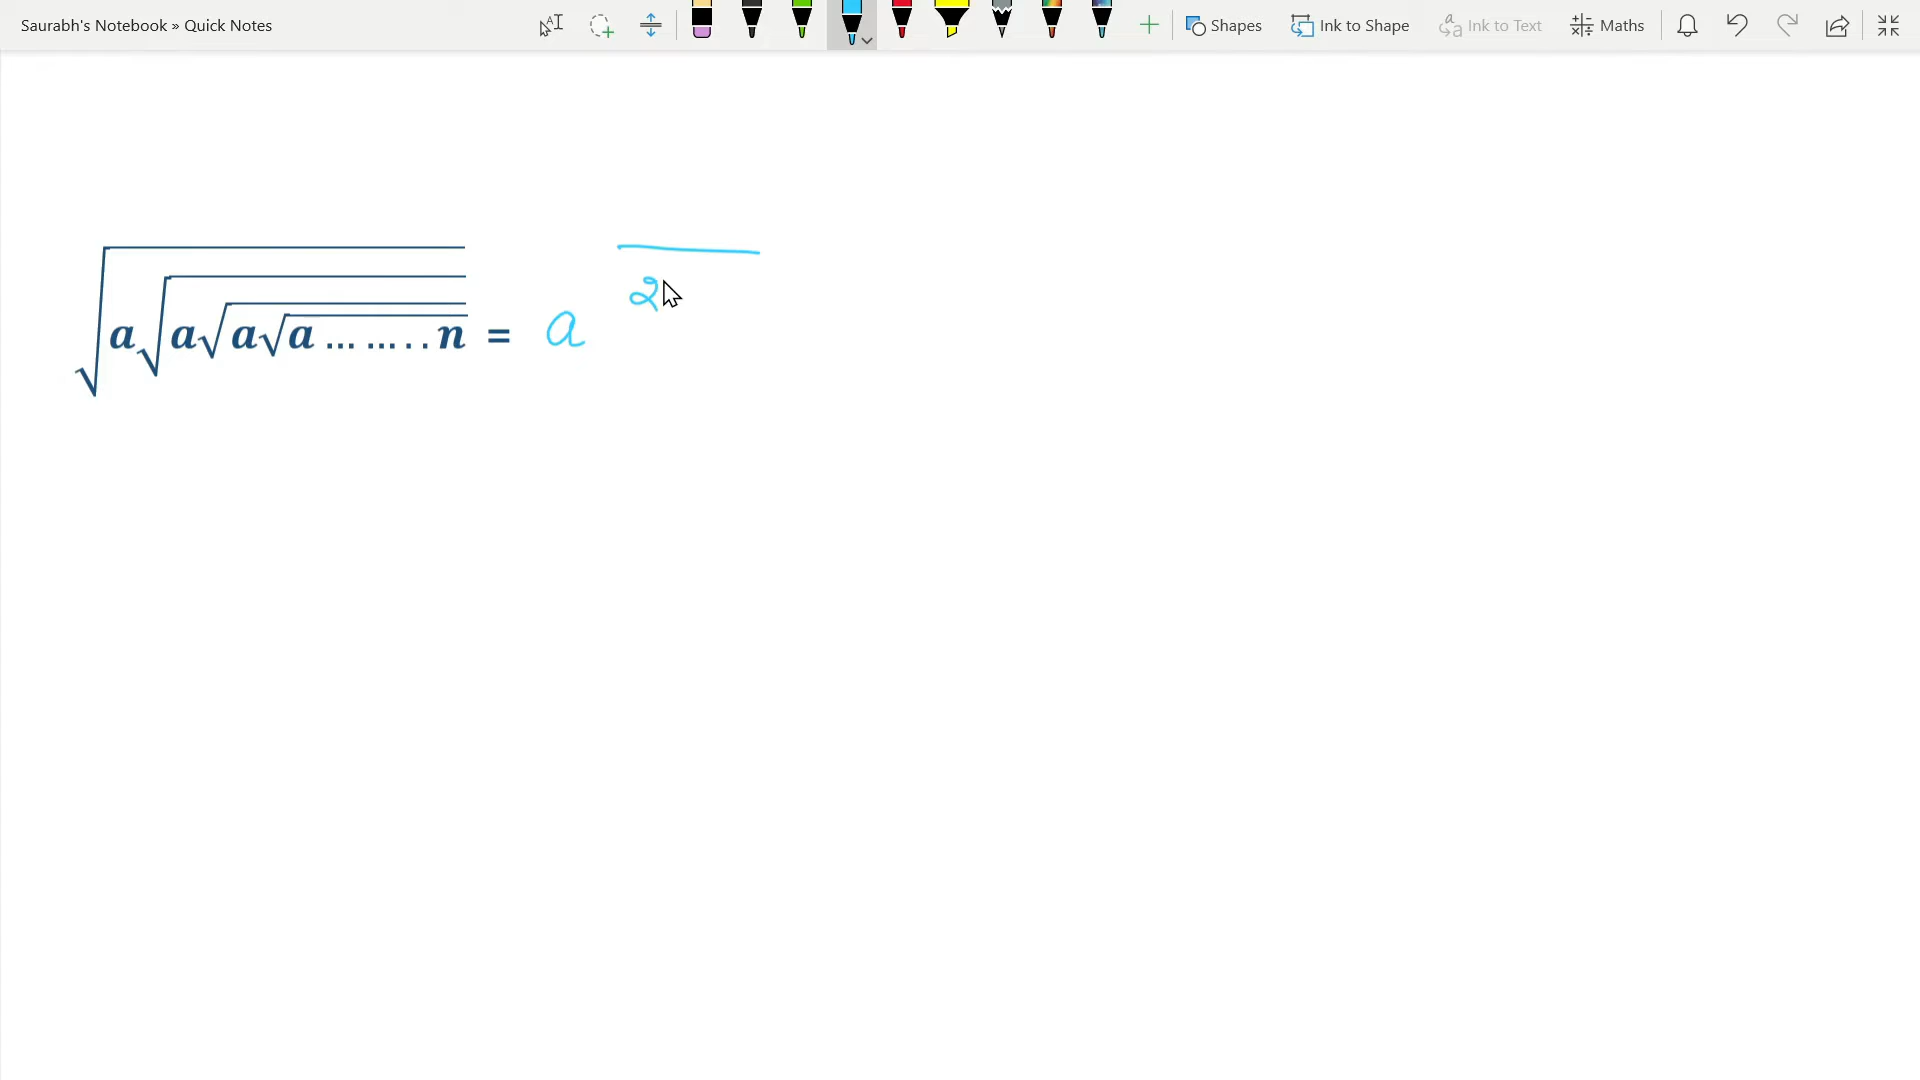 Saurabh's Notebook » Quick Notes Shapes Ink to Shape Ink to Text Maths
√a√a√a√a ... ... . . n = a
2